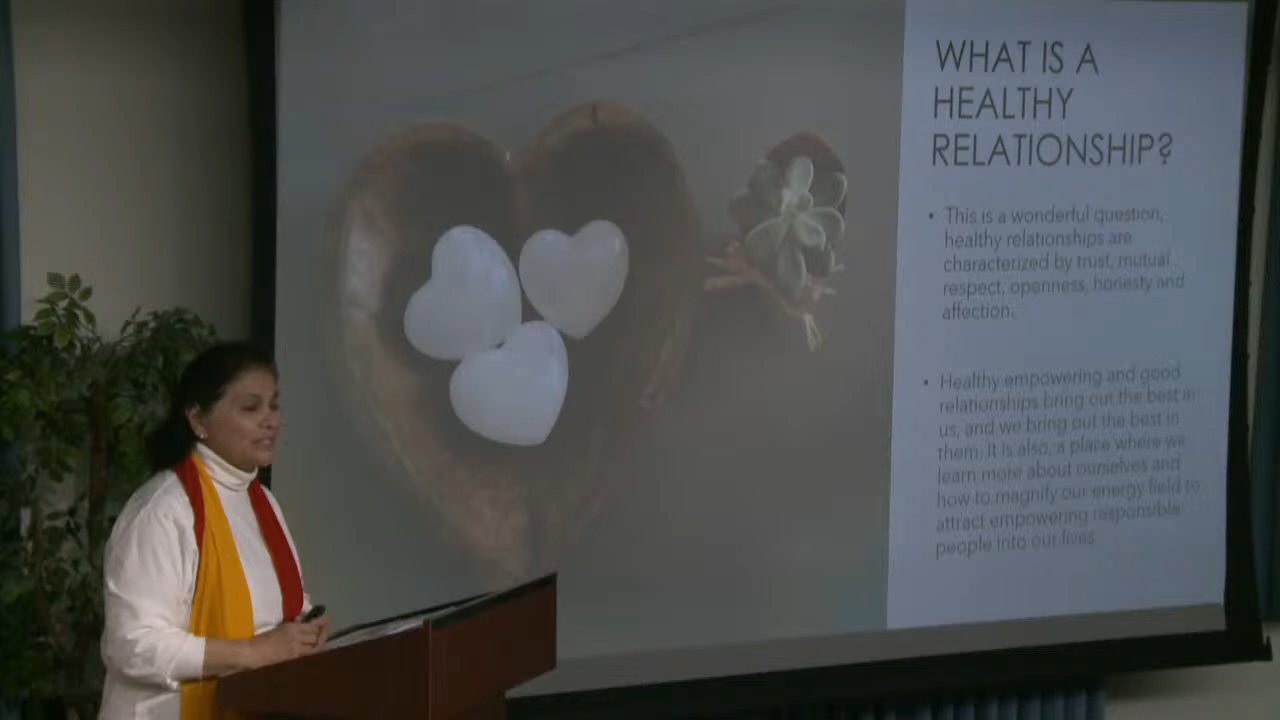 WHAT IS A
HEALTHY
RELATIONSHIP?
• This is a wonderful question,
healthy relationships are
characterized by trust, mutual
respect, openness, honesty and
affection.
• Healthy empowering and good
relationships bring out the best in
us, and we bring out the best in
them. It is also, a place where we
learn more about ourselves and
how to magnify our energy field to
attract empowering responsible
people into our lives